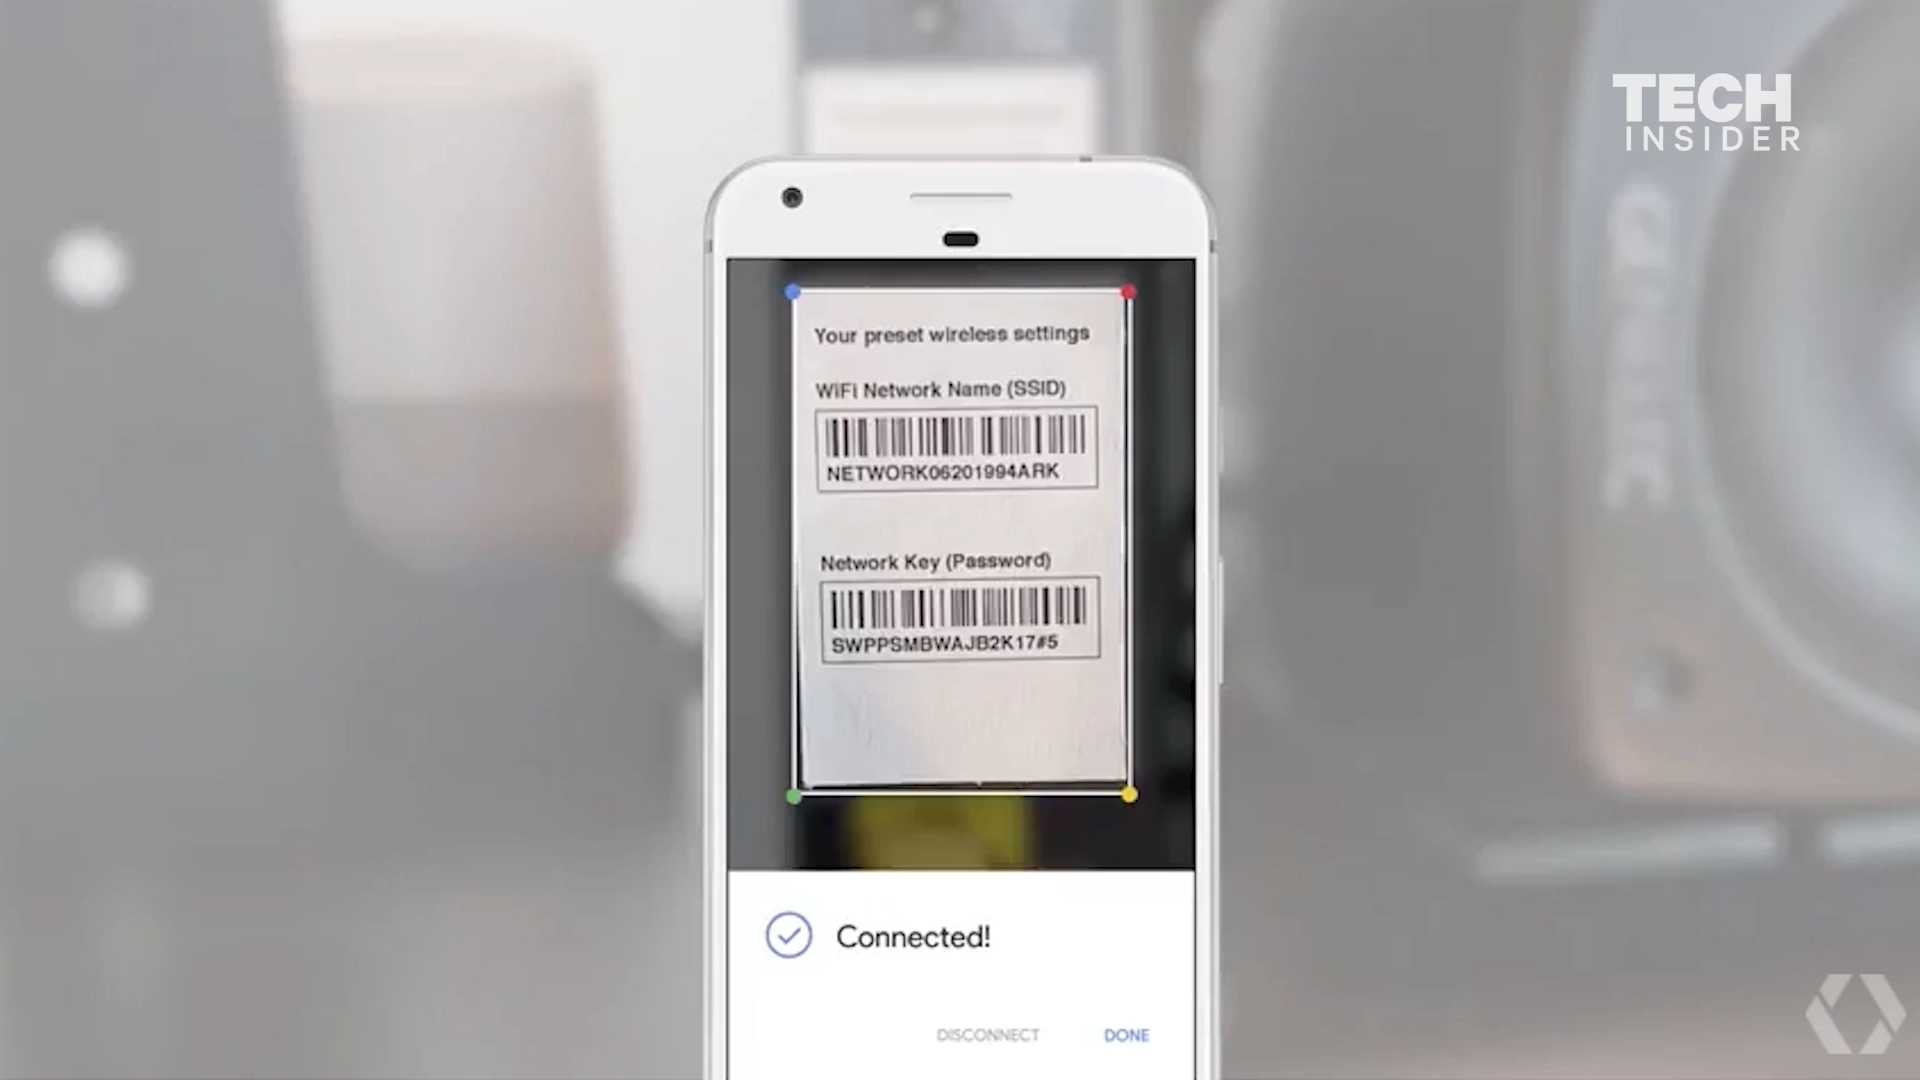 TECH
INSIDER
Your preset wireless settings
WiFi Network Name (SSID)
NETWORK06201994ARK
Network Key (Password)
SWPPSMBWAJB2K17#5
Connected!
DISCONNECT
DONE